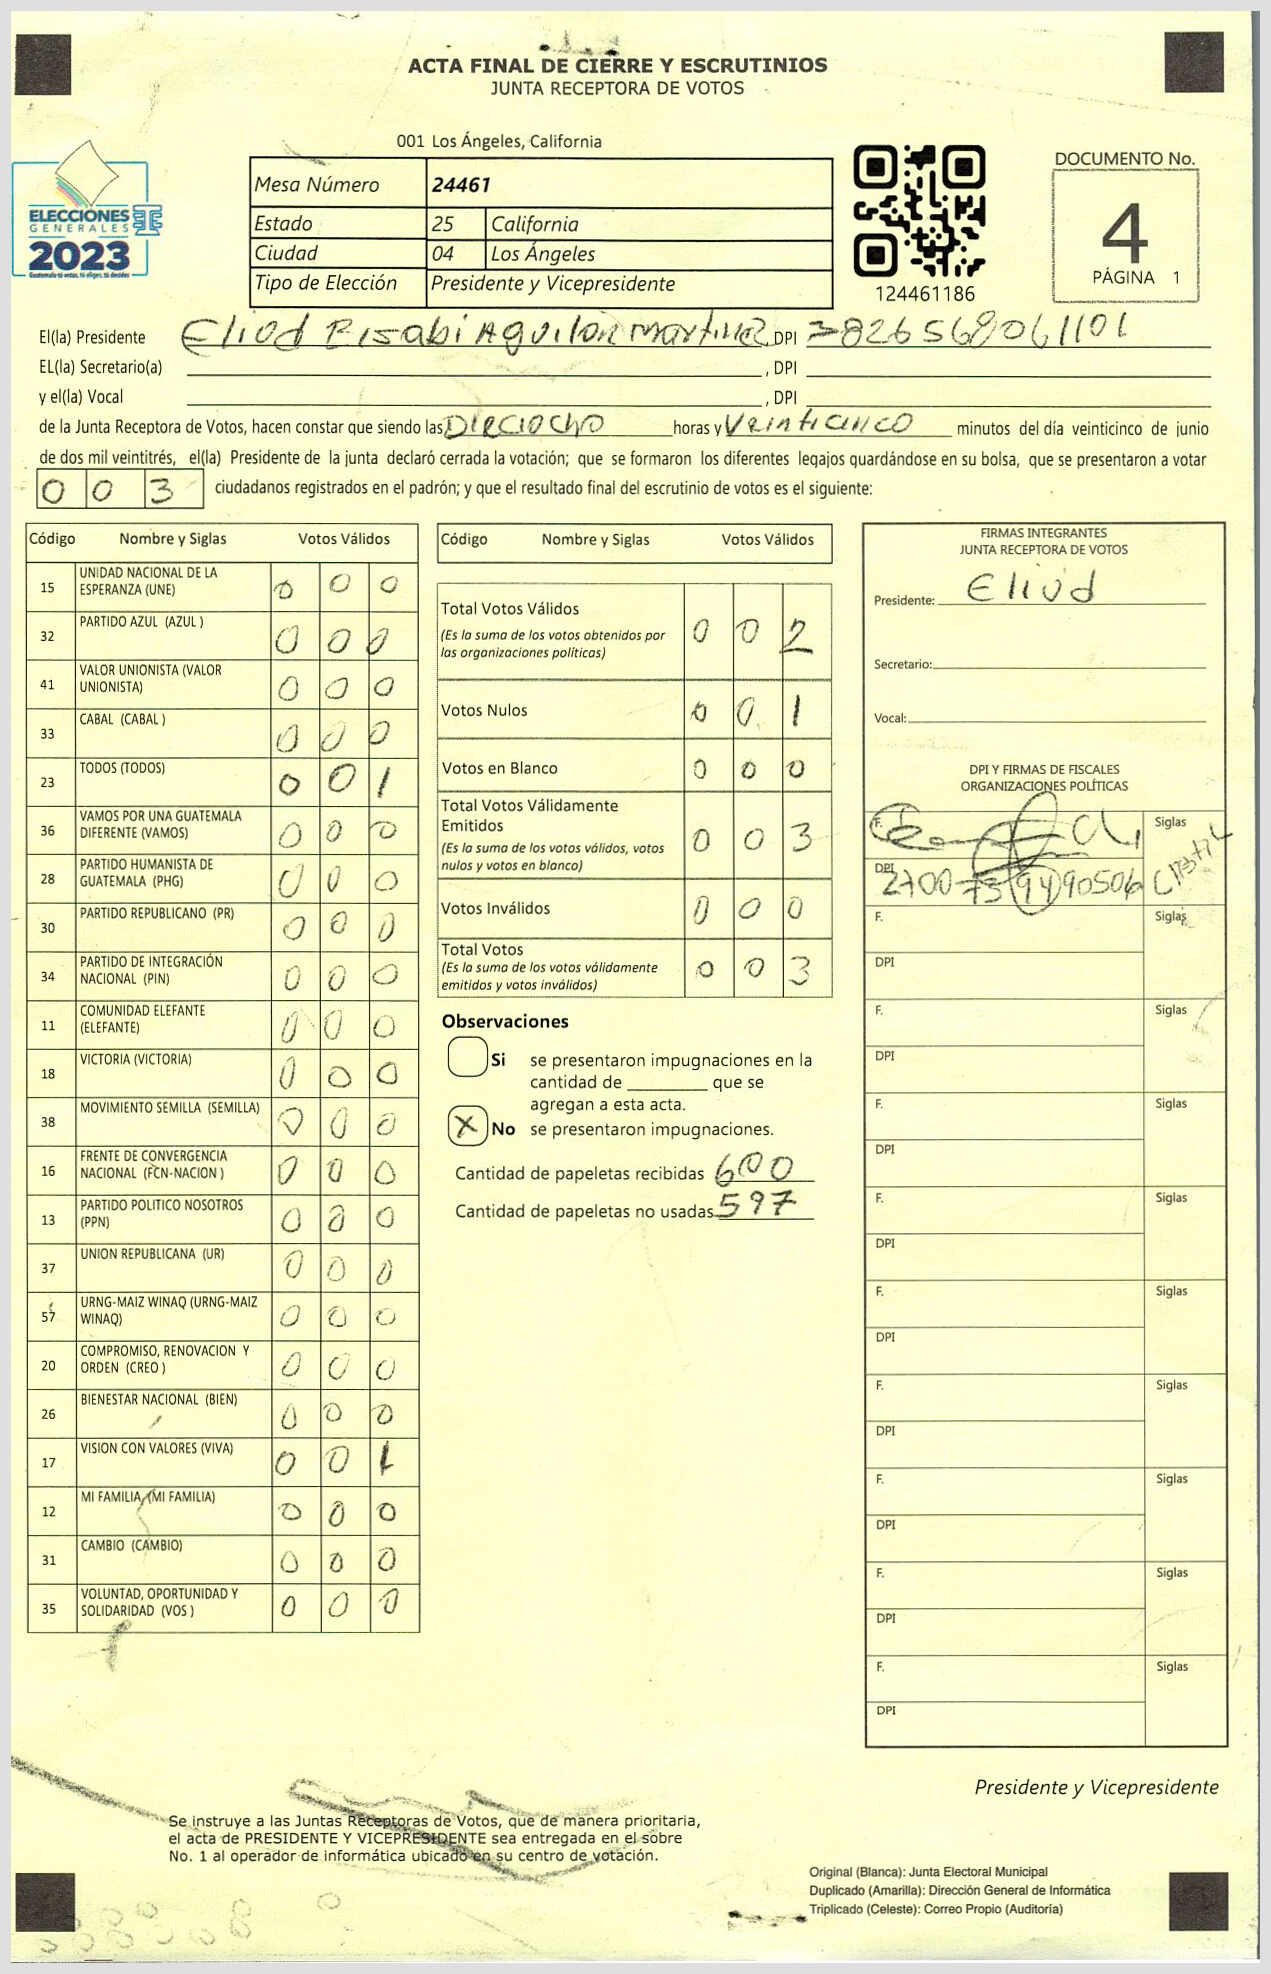 ACTA FINAL DE CIERRE Y ESCRUTINIOS
JUNTA RECEPTORA DE VOTOS
001 Los Ángeles, California
ELECCIONES
GENERALES
2023
Guatemala tú votas, tú eliges, tú decides
Mesa Número 24461
Estado 25 California
Ciudad 04 Los Ángeles
Tipo de Elección Presidente y Vicepresidente
124461186
DOCUMENTO No.
4
PÁGINA 1
El(la) Presidente Eliud Aguilar Martinez, DPI
EL(la) Secretario(a) , DPI
y el(la) Vocal , DPI
de la Junta Receptora de Votos, hacen constar que siendo las Dieciocho horas y Veinticinco minutos del día veinticinco de junio
de dos mil veintitrés, el(la) Presidente de la junta declaró cerrada la votación; que se formaron los diferentes legajos guardándose en su bolsa, que se presentaron a votar
0 0 3 ciudadanos registrados en el padrón; y que el resultado final del escrutinio de votos es el siguiente:
Código Nombre y Siglas Votos Válidos
15 UNIDAD NACIONAL DE LA ESPERANZA (UNE) 0 0 0
32 PARTIDO AZUL (AZUL ) 0 0 0
41 VALOR UNIONISTA (VALOR UNIONISTA) 0 0 0
33 CABAL (CABAL ) 0 0 0
23 TODOS (TODOS) 0 0 1
36 VAMOS POR UNA GUATEMALA DIFERENTE (VAMOS) 0 0 0
28 PARTIDO HUMANISTA DE GUATEMALA (PHG) 0 0 0
30 PARTIDO REPUBLICANO (PR) 0 0 0
34 PARTIDO DE INTEGRACIÓN NACIONAL (PIN) 0 0 0
11 COMUNIDAD ELEFANTE (ELEFANTE) 0 0 0
18 VICTORIA (VICTORIA) 0 0 0
38 MOVIMIENTO SEMILLA (SEMILLA) 0 0 0
16 FRENTE DE CONVERGENCIA NACIONAL (FCN-NACION ) 0 0 0
13 PARTIDO POLITICO NOSOTROS (PPN) 0 0 0
37 UNION REPUBLICANA (UR) 0 0 0
57 URNG-MAIZ WINAQ (URNG-MAIZ WINAQ) 0 0 0
20 COMPROMISO, RENOVACION Y ORDEN (CREO ) 0 0 0
26 BIENESTAR NACIONAL (BIEN) 0 0 0
17 VISION CON VALORES (VIVA) 0 0 1
12 MI FAMILIA (MI FAMILIA) 0 0 0
31 CAMBIO (CAMBIO) 0 0 0
35 VOLUNTAD, OPORTUNIDAD Y SOLIDARIDAD (VOS ) 0 0 0
Código Nombre y Siglas Votos Válidos
Total Votos Válidos 0 0 2
(Es la suma de los votos obtenidos por
las organizaciones políticas)
Votos Nulos 0 0 1
Votos en Blanco 0 0 0
Total Votos Válidamente
Emitidos 0 0 3
(Es la suma de los votos válidos, votos
nulos y votos en blanco)
Votos Inválidos 0 0 0
Total Votos 0 0 3
(Es la suma de los votos válidamente
emitidos y votos inválidos)
Observaciones
Si se presentaron impugnaciones en la
cantidad de ________ que se
agregan a esta acta.
X No se presentaron impugnaciones.
Cantidad de papeletas recibidas 600
Cantidad de papeletas no usadas 597
FIRMAS INTEGRANTES
JUNTA RECEPTORA DE VOTOS
Presidente: Eliud
Secretario:
Vocal:
DPI Y FIRMAS DE FISCALES
ORGANIZACIONES POLÍTICAS
F. Siglas
DPI
F. Siglas
DPI
F. Siglas
DPI
F. Siglas
DPI
F. Siglas
DPI
F. Siglas
DPI
F. Siglas
DPI
F. Siglas
DPI
F. Siglas
DPI
F. Siglas
DPI
Presidente y Vicepresidente
Se instruye a las Juntas Receptoras de Votos, que de manera prioritaria,
el acta de PRESIDENTE Y VICEPRESIDENTE sea entregada en el sobre
No. 1 al operador de informática ubicado en su centro de votación.
Original (Blanca): Junta Electoral Municipal
Duplicado (Amarilla): Dirección General de Informática
Triplicado (Celeste): Correo Propio (Auditoría)